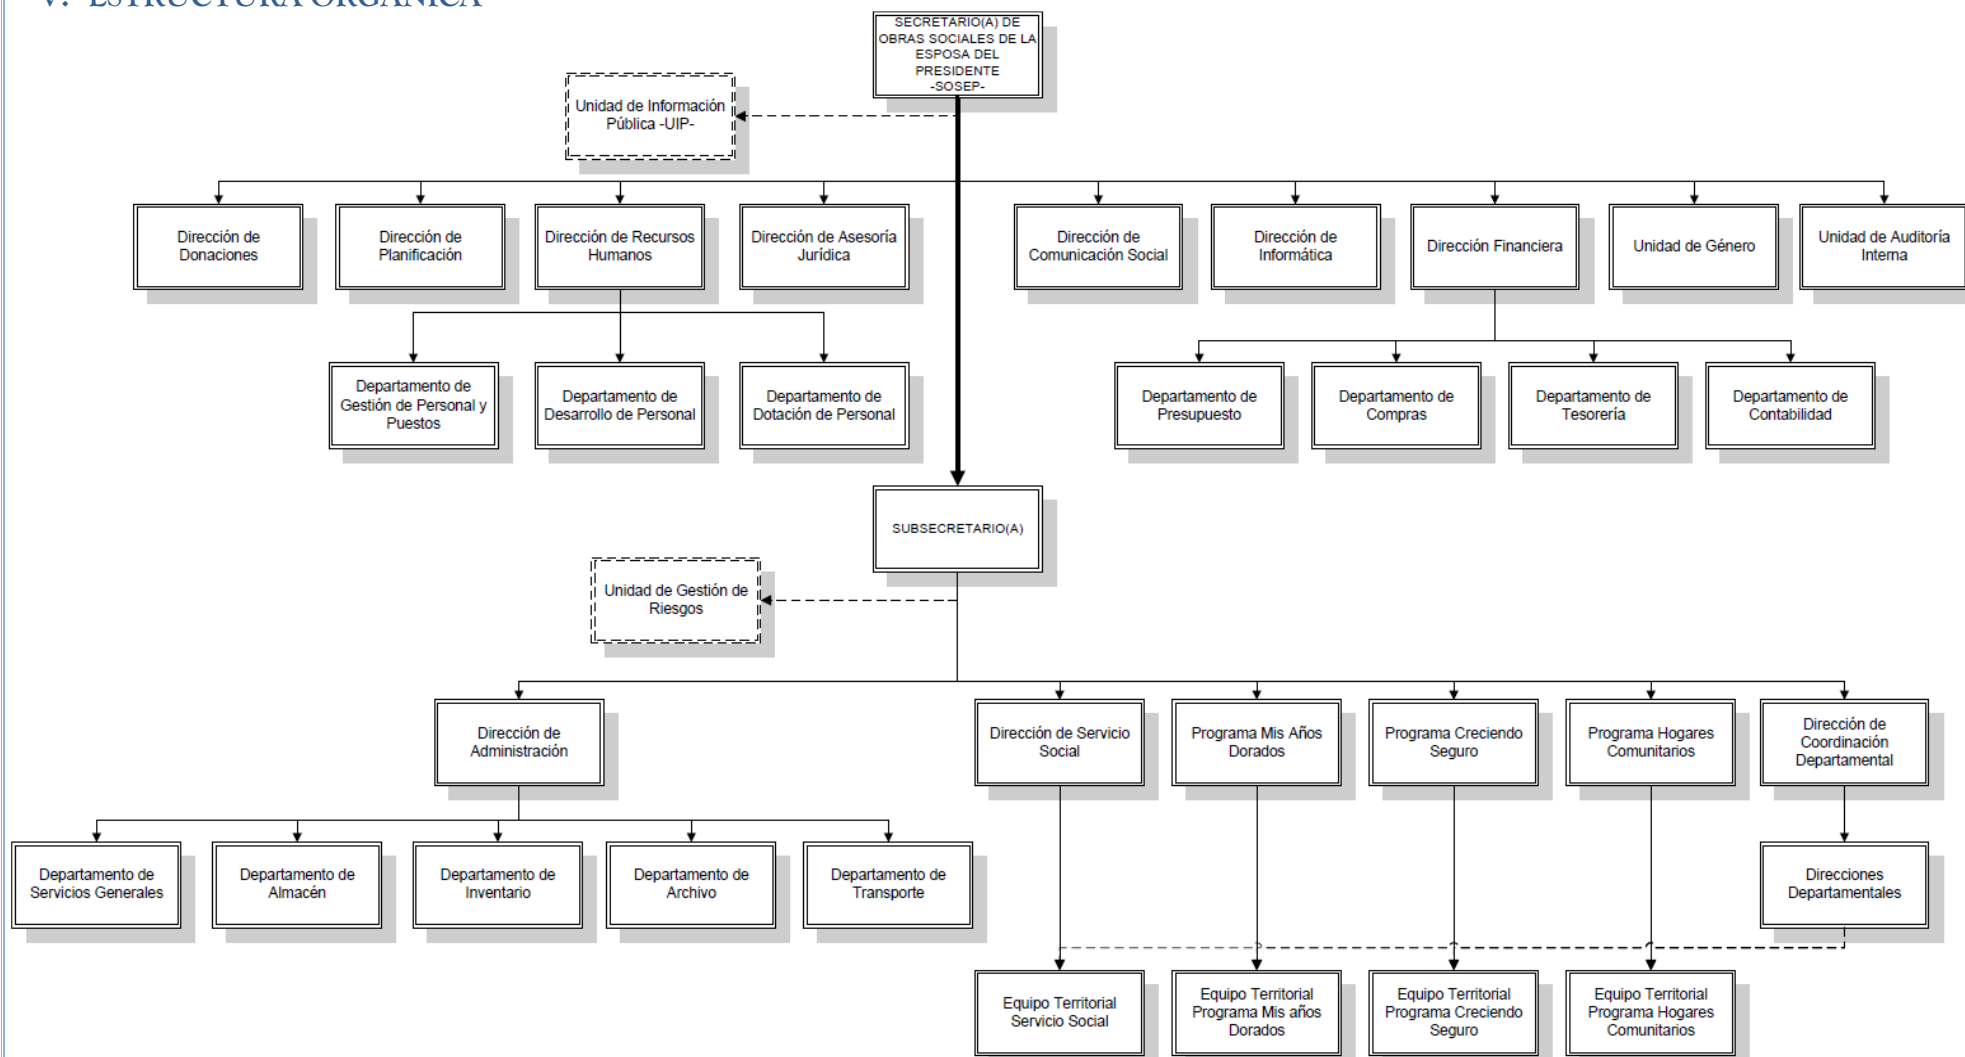 V. ESTRUCTURA ORGÁNICA
SECRETARIO(A) DE
OBRAS SOCIALES DE LA
ESPOSA DEL
PRESIDENTE
-SOSEP-
Unidad de Información
Pública -UIP-
Dirección de
Donaciones
Dirección de
Planificación
Dirección de Recursos
Humanos
Dirección de Asesoría
Jurídica
Dirección de
Comunicación Social
Dirección de
Informática
Dirección Financiera
Unidad de Género
Unidad de Auditoría
Interna
Departamento de
Gestión de Personal y
Puestos
Departamento de
Desarrollo de Personal
Departamento de
Dotación de Personal
Departamento de
Presupuesto
Departamento de
Compras
Departamento de
Tesorería
Departamento de
Contabilidad
SUBSECRETARIO(A)
Unidad de Gestión de
Riesgos
Dirección de
Administración
Dirección de Servicio
Social
Programa Mis Años
Dorados
Programa Creciendo
Seguro
Programa Hogares
Comunitarios
Dirección de
Coordinación
Departamental
Departamento de
Servicios Generales
Departamento de
Almacén
Departamento de
Inventario
Departamento de
Archivo
Departamento de
Transporte
Direcciones
Departamentales
Equipo Territorial
Servicio Social
Equipo Territorial
Programa Mis años
Dorados
Equipo Territorial
Programa Creciendo
Seguro
Equipo Territorial
Programa Hogares
Comunitarios